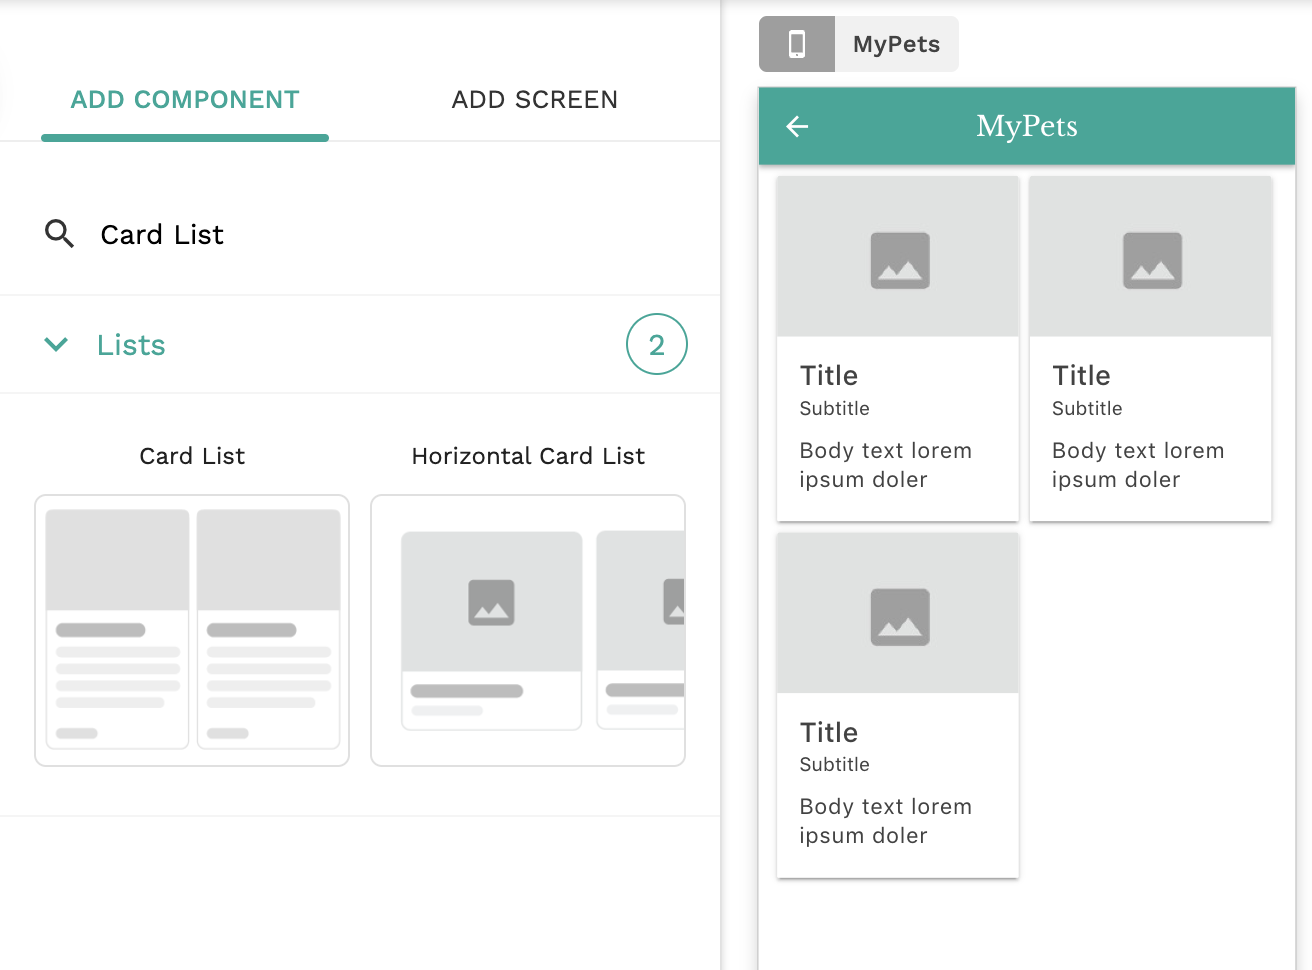 ADD COMPONENT
ADD SCREEN
Card List
Lists
2
Card List
Horizontal Card List
MyPets
MyPets
Title
Subtitle
Body text lorem
ipsum doler
Title
Subtitle
Body text lorem
ipsum doler
Title
Subtitle
Body text lorem
ipsum doler